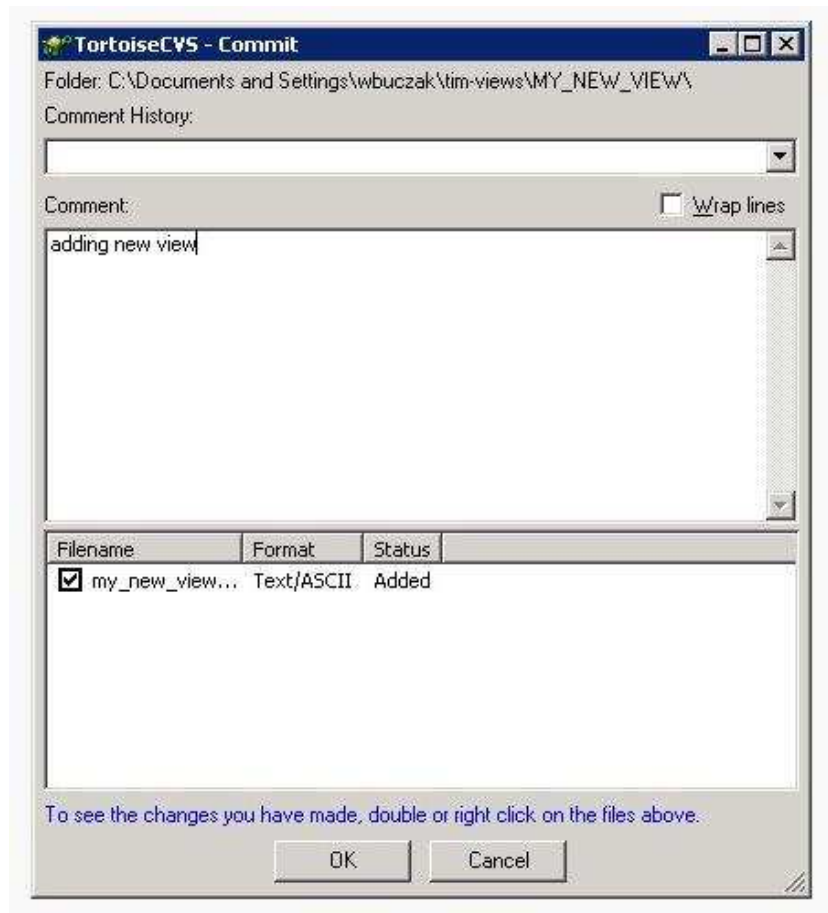 TortoiseCVS - Commit
Folder: C:\Documents and Settings\wbuczak\tim-views\MY_NEW_VIEW\
Comment History:
Comment: Wrap lines
adding new view
Filename Format Status
my_new_view... Text/ASCII Added
To see the changes you have made, double or right click on the files above.
OK Cancel